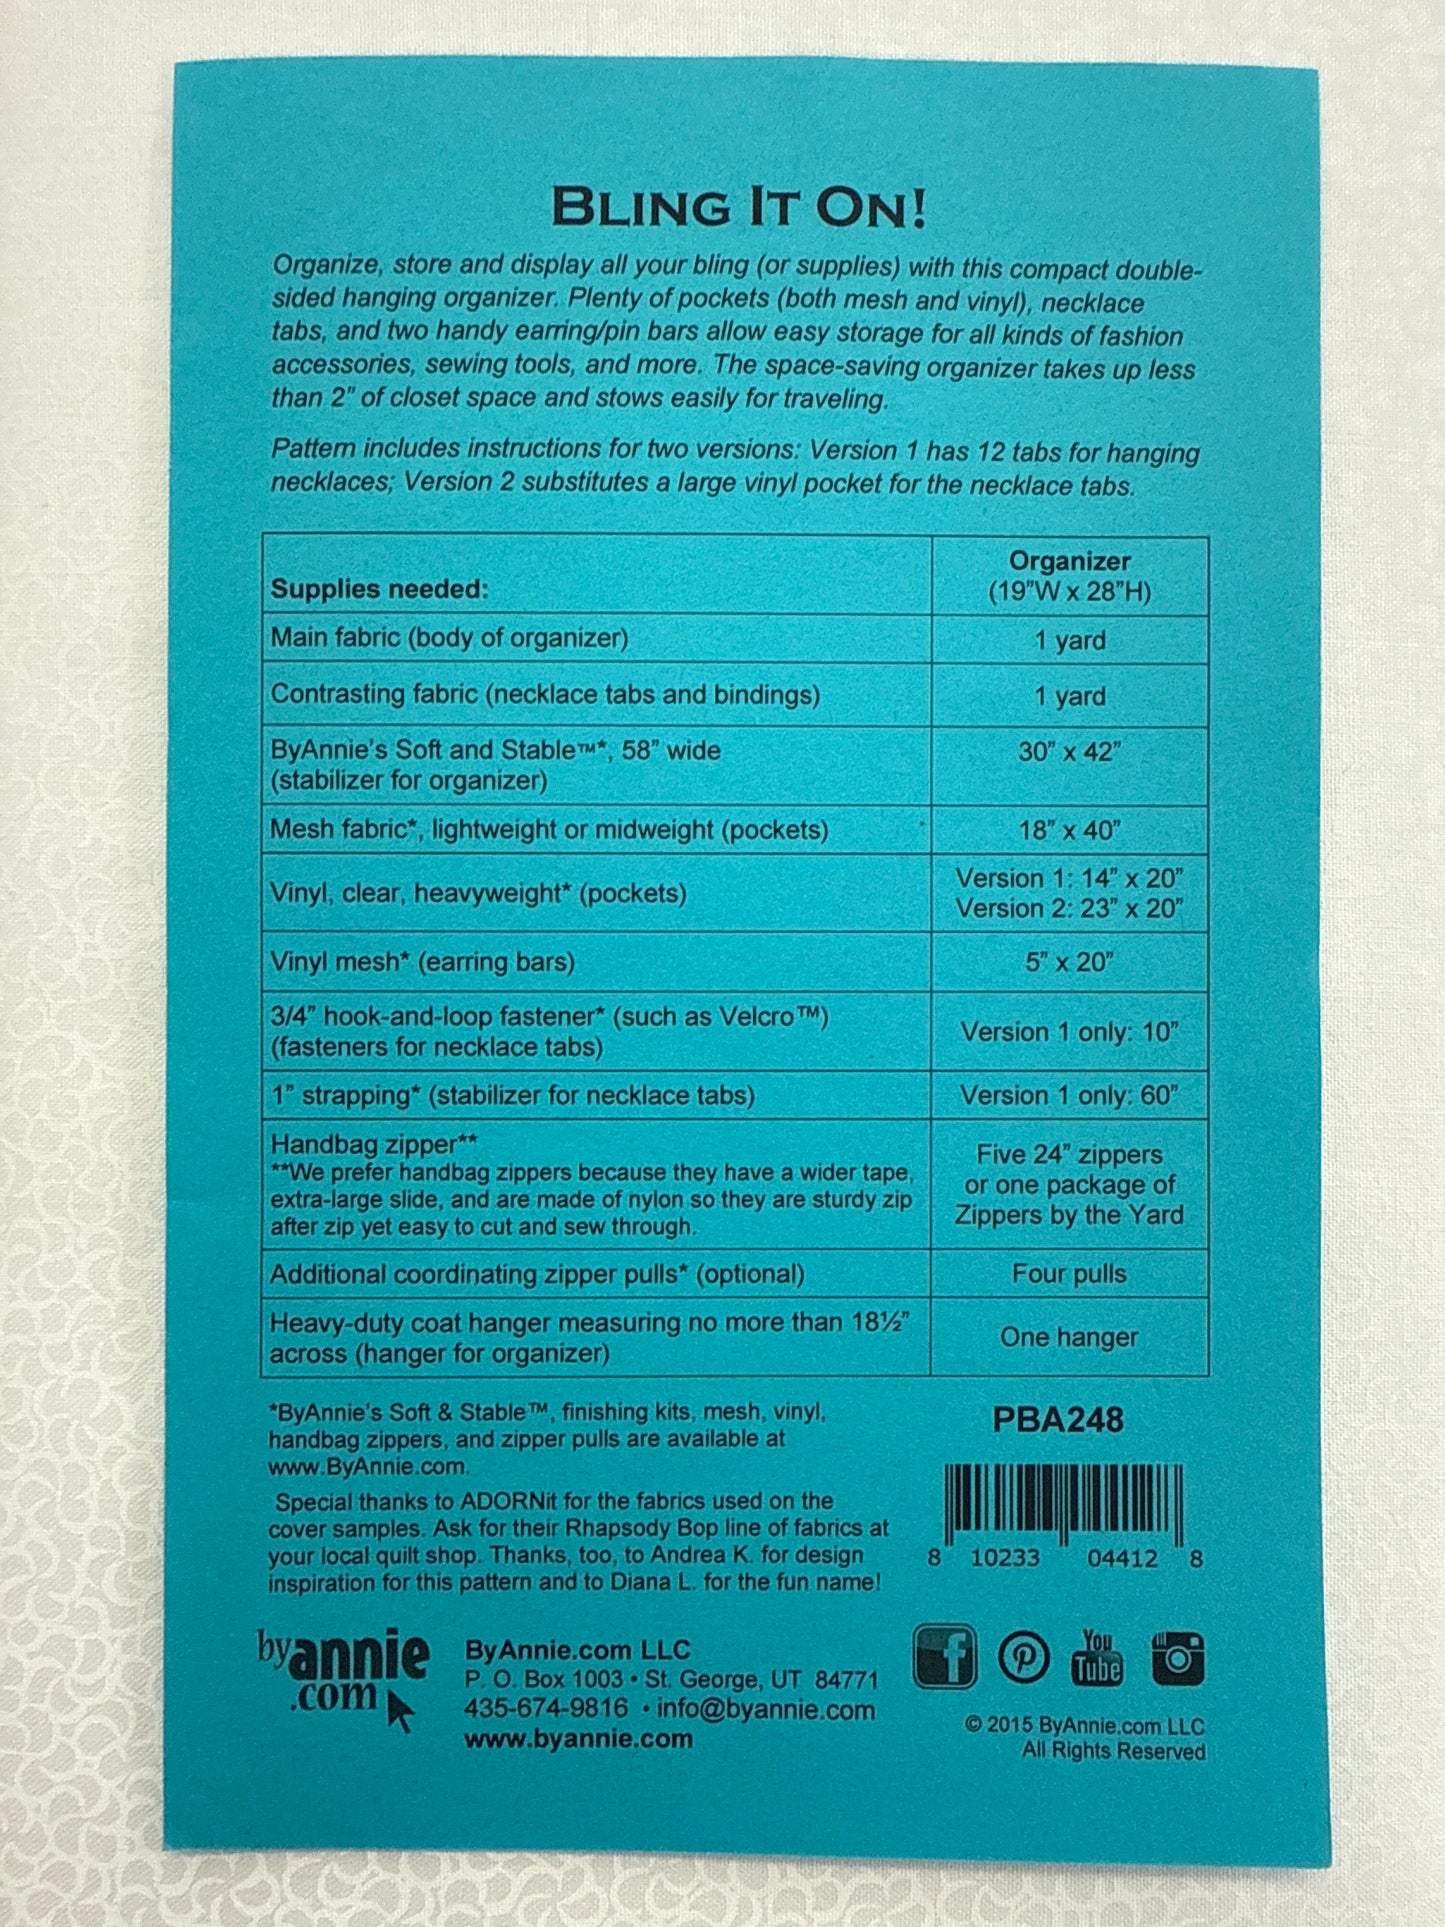 BLING IT ON!
Organize, store and display all your bling (or supplies) with this compact double-
sided hanging organizer. Plenty of pockets (both mesh and vinyl), necklace
tabs, and two handy earring/pin bars allow easy storage for all kinds of fashion
accessories, sewing tools, and more. The space-saving organizer takes up less
than 2” of closet space and stows easily for traveling.
Pattern includes instructions for two versions: Version 1 has 12 tabs for hanging
necklaces; Version 2 substitutes a large vinyl pocket for the necklace tabs.
Supplies needed:
Organizer
(19”W x 28”H)
Main fabric (body of organizer)
1 yard
Contrasting fabric (necklace tabs and bindings)
1 yard
ByAnnie’s Soft and Stable™*, 58” wide
(stabilizer for organizer)
30” x 42”
Mesh fabric*, lightweight or midweight (pockets)
18” x 40”
Vinyl, clear, heavyweight* (pockets)
Version 1: 14” x 20”
Version 2: 23” x 20”
Vinyl mesh* (earring bars)
5” x 20”
3/4” hook-and-loop fastener* (such as Velcro™)
(fasteners for necklace tabs)
Version 1 only: 10”
1” strapping* (stabilizer for necklace tabs)
Version 1 only: 60”
Handbag zipper**
**We prefer handbag zippers because they have a wider tape,
extra-large slide, and are made of nylon so they are sturdy zip
after zip yet easy to cut and sew through.
Five 24” zippers
or one package of
Zippers by the Yard
Additional coordinating zipper pulls* (optional)
Four pulls
Heavy-duty coat hanger measuring no more than 18½”
across (hanger for organizer)
One hanger
*ByAnnie’s Soft & Stable™, finishing kits, mesh, vinyl,
handbag zippers, and zipper pulls are available at
www.ByAnnie.com.
Special thanks to ADORNit for the fabrics used on the
cover samples. Ask for their Rhapsody Bop line of fabrics at
your local quilt shop. Thanks, too, to Andrea K. for design
inspiration for this pattern and to Diana L. for the fun name!
PBA248
8 10233 04412 8
byannie
.com
ByAnnie.com LLC
P. O. Box 1003 • St. George, UT 84771
435-674-9816 • info@byannie.com
www.byannie.com
f
P
You
Tube
© 2015 ByAnnie.com LLC
All Rights Reserved